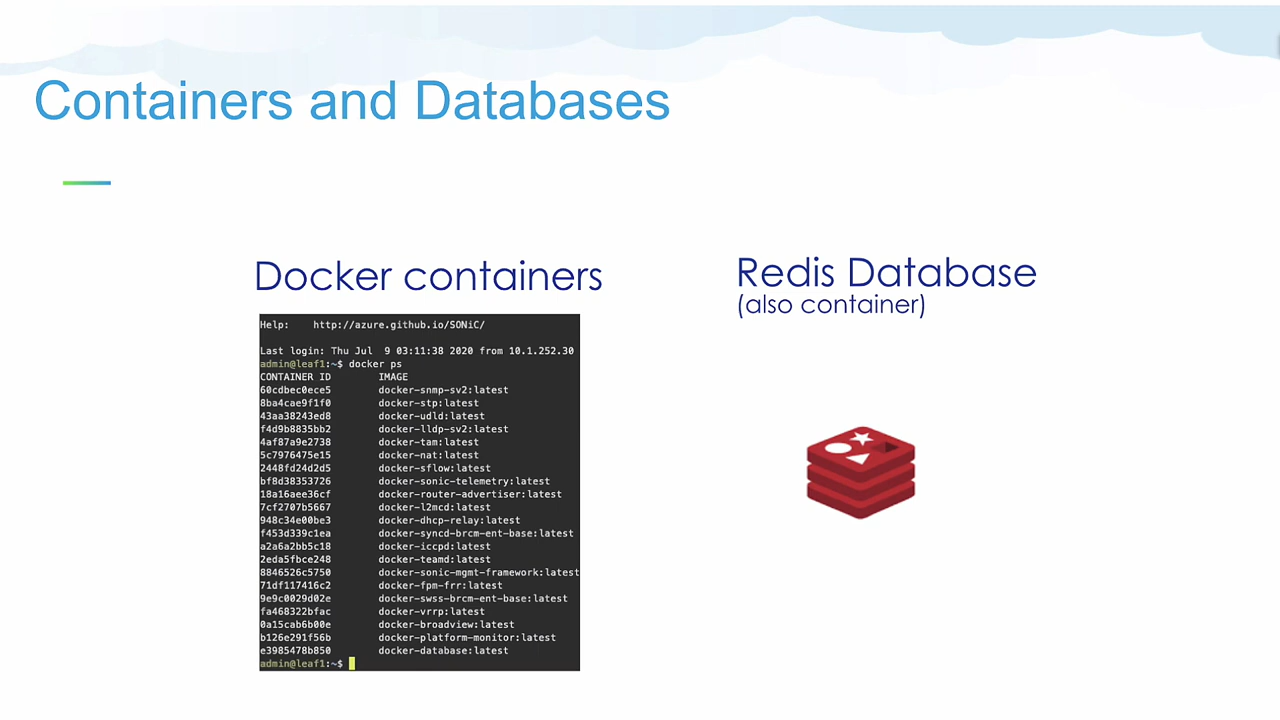 Containers and Databases
Docker containers
Help:    http://azure.github.io/SONiC/
Last login: Thu Jul  9 03:11:38 2020 from 10.1.252.30
admin@leaf1:~$ docker ps
CONTAINER ID        IMAGE
60cdbec0ece5        docker-snmp-sv2:latest
8ba4cae9f1f0        docker-stp:latest
43aa38243ed8        docker-udld:latest
f4d9b8835bb2        docker-lldp-sv2:latest
4af87a9e2738        docker-tam:latest
5c7976475e15        docker-nat:latest
2448fd24d2d5        docker-sflow:latest
bf8d38353726        docker-sonic-telemetry:latest
18a16aee36cf        docker-router-advertiser:latest
7cf2707b5667        docker-l2mcd:latest
948c34e00be3        docker-dhcp-relay:latest
f453d339c1ea        docker-syncd-brcm-ent-base:latest
a2a6a2bb5c18        docker-iccpd:latest
2eda5fbce248        docker-teamd:latest
8846526c5750        docker-sonic-mgmt-framework:latest
71df117416c2        docker-fpm-frr:latest
9e9c0029d02e        docker-swss-brcm-ent-base:latest
fa468322bfac        docker-vrrp:latest
0a15cab6b00e        docker-broadview:latest
b126e291f56b        docker-platform-monitor:latest
e3985478b850        docker-database:latest
admin@leaf1:~$
Redis Database
(also container)